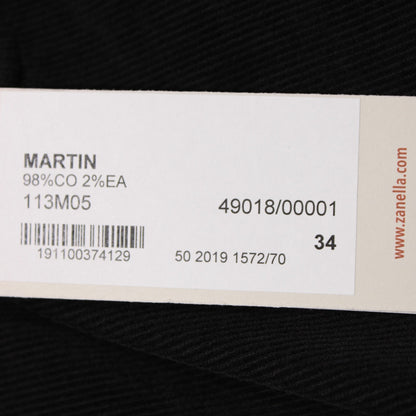 MARTIN
98%CO 2%EA
113M05
49018/00001
34
191100374129
50 2019 1572/70
www.zanella.com